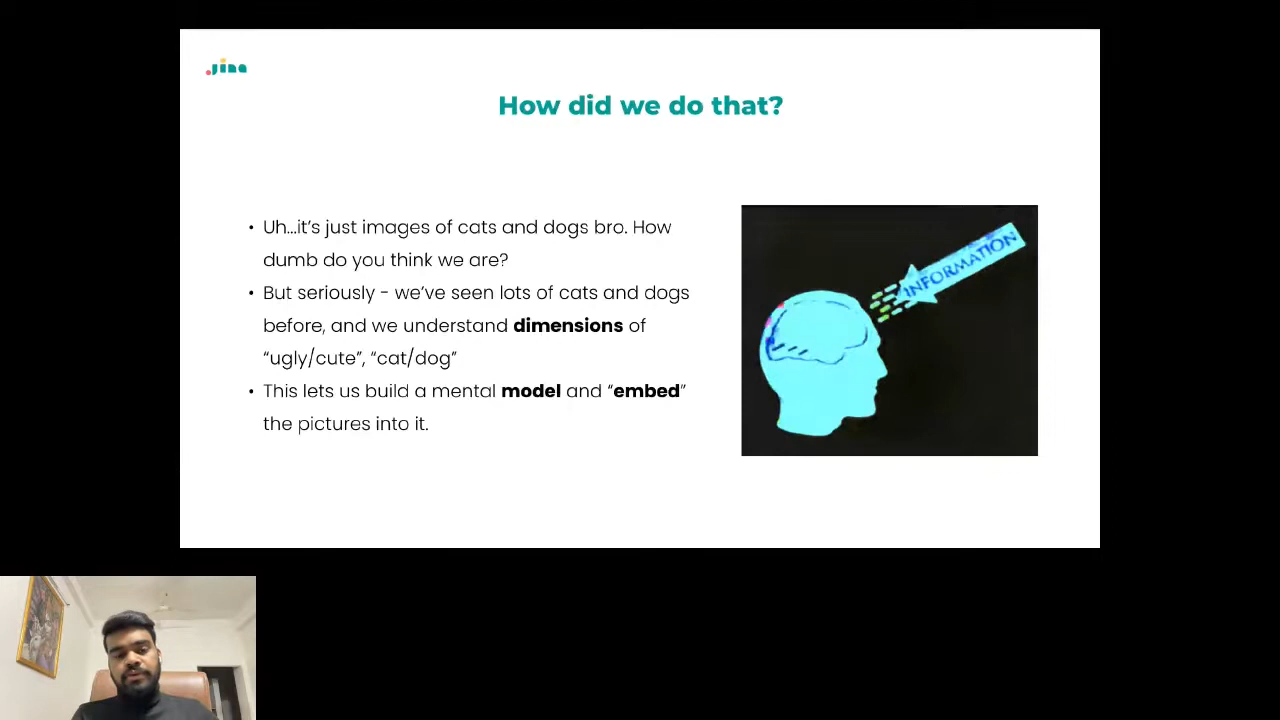 Jina
How did we do that?
• Uh...it's just images of cats and dogs bro. How
dumb do you think we are?
• But seriously - we've seen lots of cats and dogs
before, and we understand dimensions of
“ugly/cute”, “cat/dog”
• This lets us build a mental model and “embed”
the pictures into it.
INFORMATION